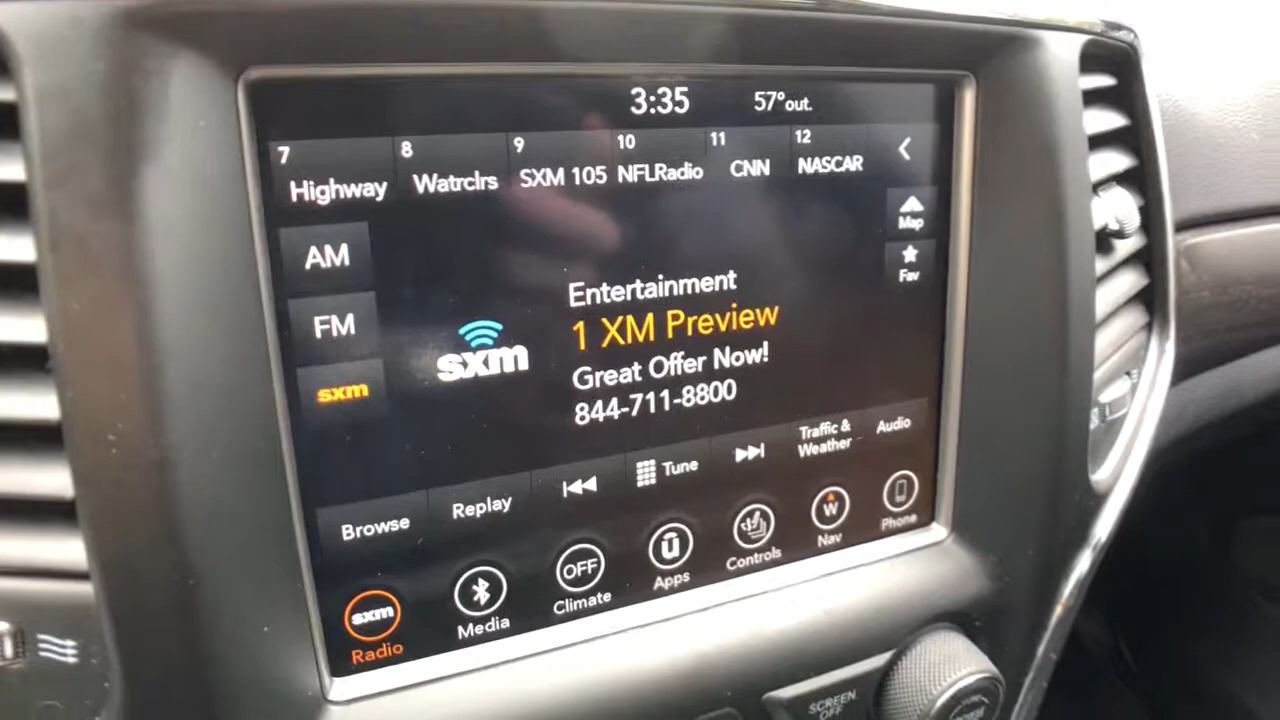 3:35 57°out.
7 8 9 10 11 12
Highway Watrclrs SXM 105 NFLRadio CNN NASCAR
Map
Fav
AM
FM
sxm
sxm
Entertainment
1 XM Preview
Great Offer Now!
844-711-8800
Browse Replay Tune Traffic & Weather Audio
sxm OFF û W
Radio Media Climate Apps Controls Nav Phone
SCREEN
OFF